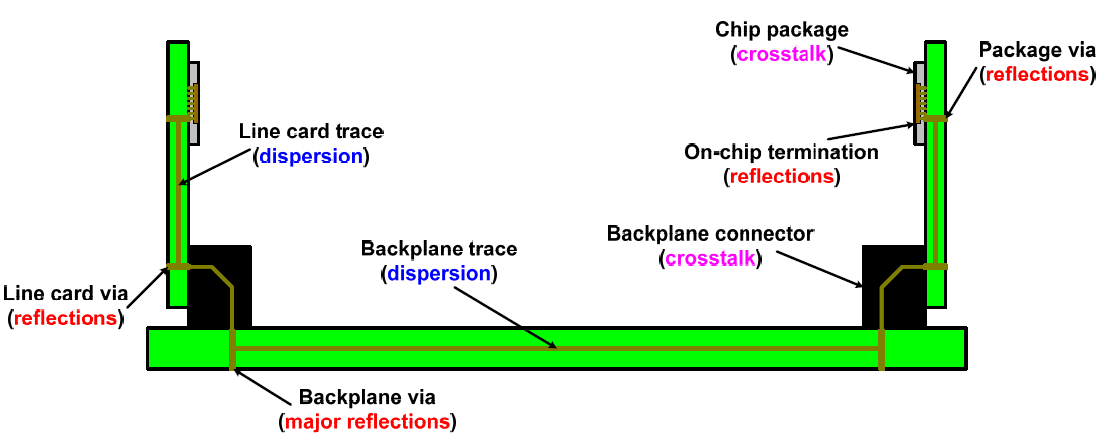 Chip package
(crosstalk)
Package via
(reflections)
Line card trace
(dispersion)
On-chip termination
(reflections)
Backplane trace
(dispersion)
Backplane connector
(crosstalk)
Line card via
(reflections)
Backplane via
(major reflections)